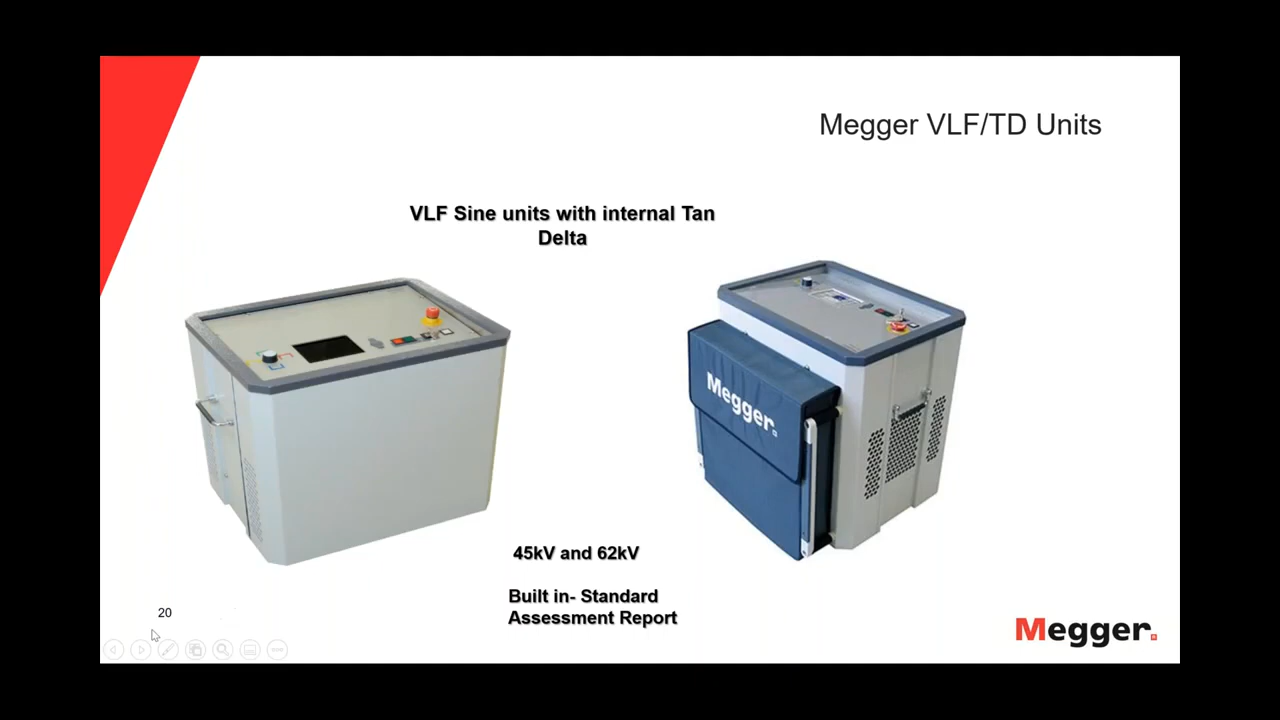 Megger VLF/TD Units
VLF Sine units with internal Tan
Delta
Megger.
45kV and 62kV
Built in- Standard
Assessment Report
20
Megger.